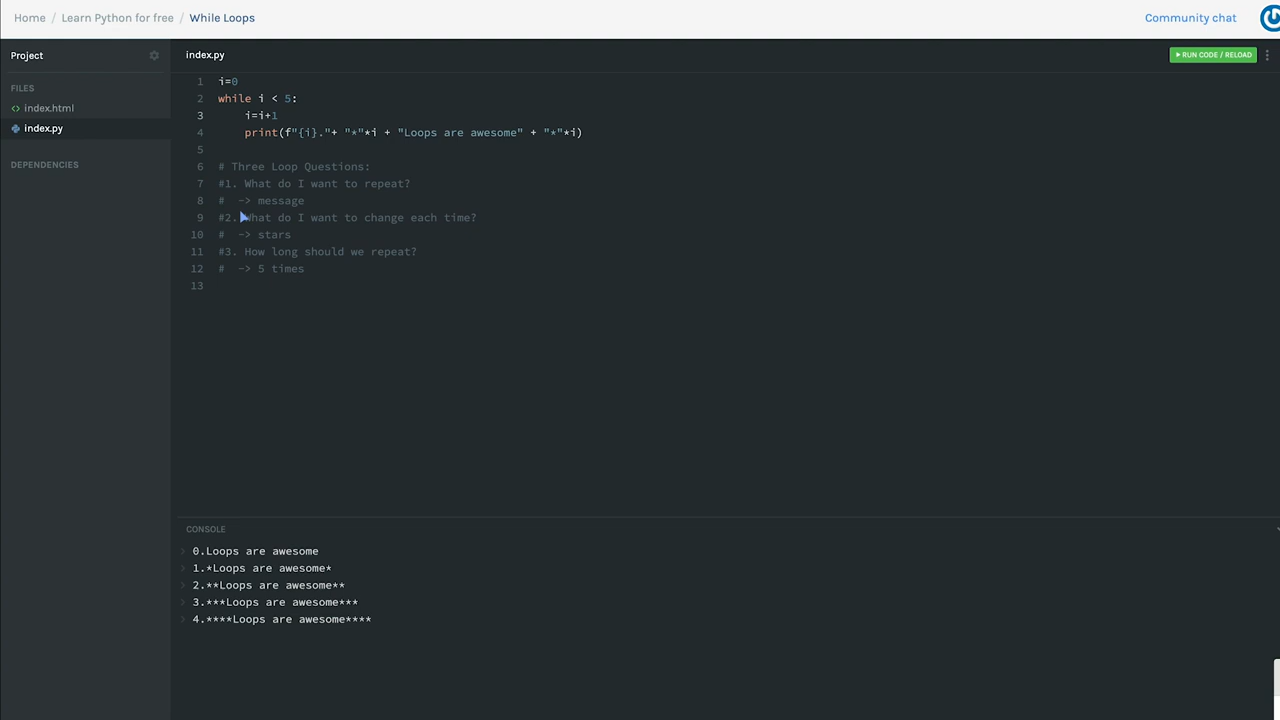 Home / Learn Python for free / While Loops
Community chat
Project
index.py
RUN CODE / RELOAD
FILES
index.html
index.py
DEPENDENCIES
1 i=0
2 while i < 5:
3     i=i+1
4     print(f"{i}."+ "*"*i + "Loops are awesome" + "*"*i)
5
6 # Three Loop Questions:
7 #1. What do I want to repeat?
8 #  -> message
9 #2. What do I want to change each time?
10 #  -> stars
11 #3. How long should we repeat?
12 #  -> 5 times
13
CONSOLE
0.Loops are awesome
1.*Loops are awesome*
2.**Loops are awesome**
3.***Loops are awesome***
4.****Loops are awesome****